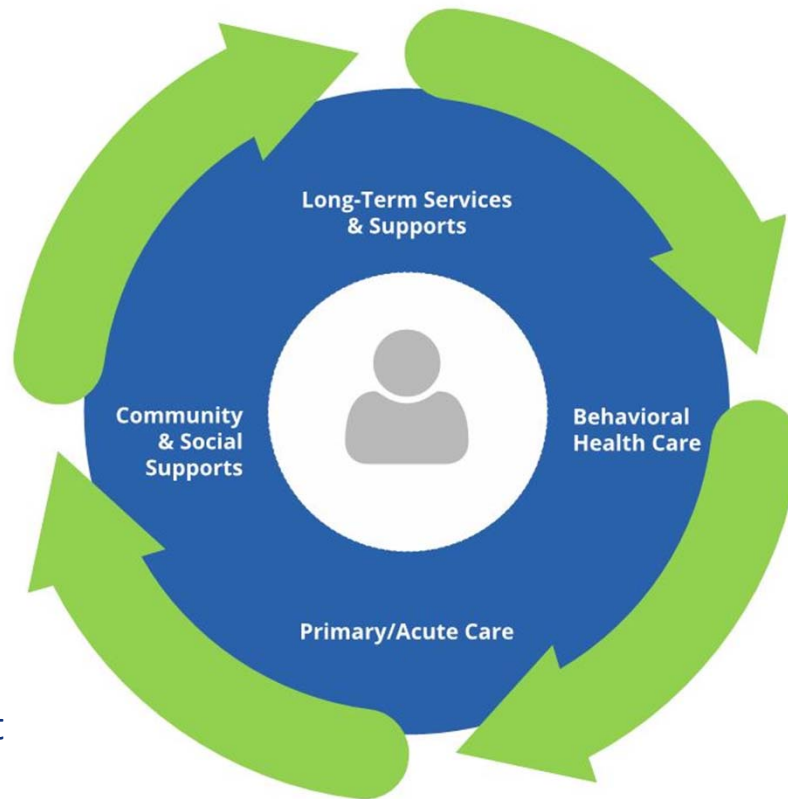 Long-Term Services
& Supports
Community
& Social
Supports
Behavioral
Health Care
Primary/Acute Care
t